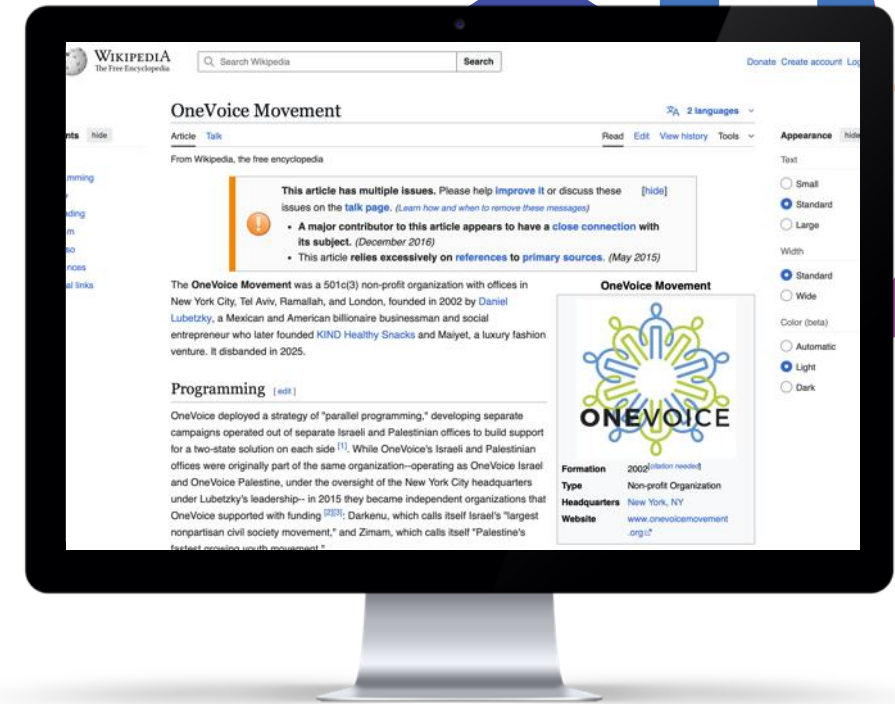 WIKIPEDIA
The Free Encyclopedia
Search Wikipedia
Search
Donate Create account Log
OneVoice Movement
2 languages
hide
Article Talk
Read Edit View history Tools
Appearance hide
From Wikipedia, the free encyclopedia
Text
Small
Standard
Large
Width
Standard
Wide
Color (beta)
Automatic
Light
Dark
This article has multiple issues. Please help improve it or discuss these [hide]
issues on the talk page. (Learn how and when to remove these messages)
• A major contributor to this article appears to have a close connection with
its subject. (December 2016)
• This article relies excessively on references to primary sources. (May 2015)
The OneVoice Movement was a 501c(3) non-profit organization with offices in
New York City, Tel Aviv, Ramallah, and London, founded in 2002 by Daniel
Lubetzky, a Mexican and American billionaire businessman and social
entrepreneur who later founded KIND Healthy Snacks and Maiyet, a luxury fashion
venture. It disbanded in 2025.
Programming [edit]
OneVoice deployed a strategy of "parallel programming," developing separate
campaigns operated out of separate Israeli and Palestinian offices to build support
for a two-state solution on each side [1]. While OneVoice's Israeli and Palestinian
offices were originally part of the same organization--operating as OneVoice Israel
and OneVoice Palestine, under the oversight of the New York City headquarters
under Lubetzky's leadership-- in 2015 they became independent organizations that
OneVoice supported with funding [2][3]: Darkenu, which calls itself Israel's "largest
nonpartisan civil society movement," and Zimam, which calls itself "Palestine's
fastest growing youth movement."
OneVoice Movement
ONEVOICE
Formation 2002[citation needed]
Type Non-profit Organization
Headquarters New York, NY
Website www.onevoicemovement
.org